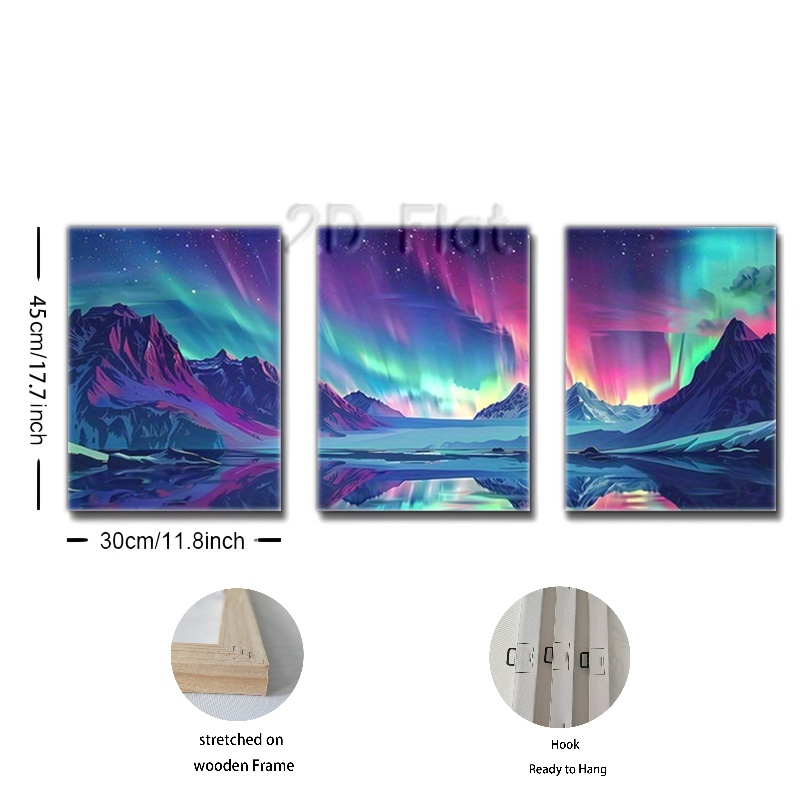 2D Flat
45cm/17.7inch
30cm/11.8inch
stretched on
wooden Frame
Hook
Ready to Hang